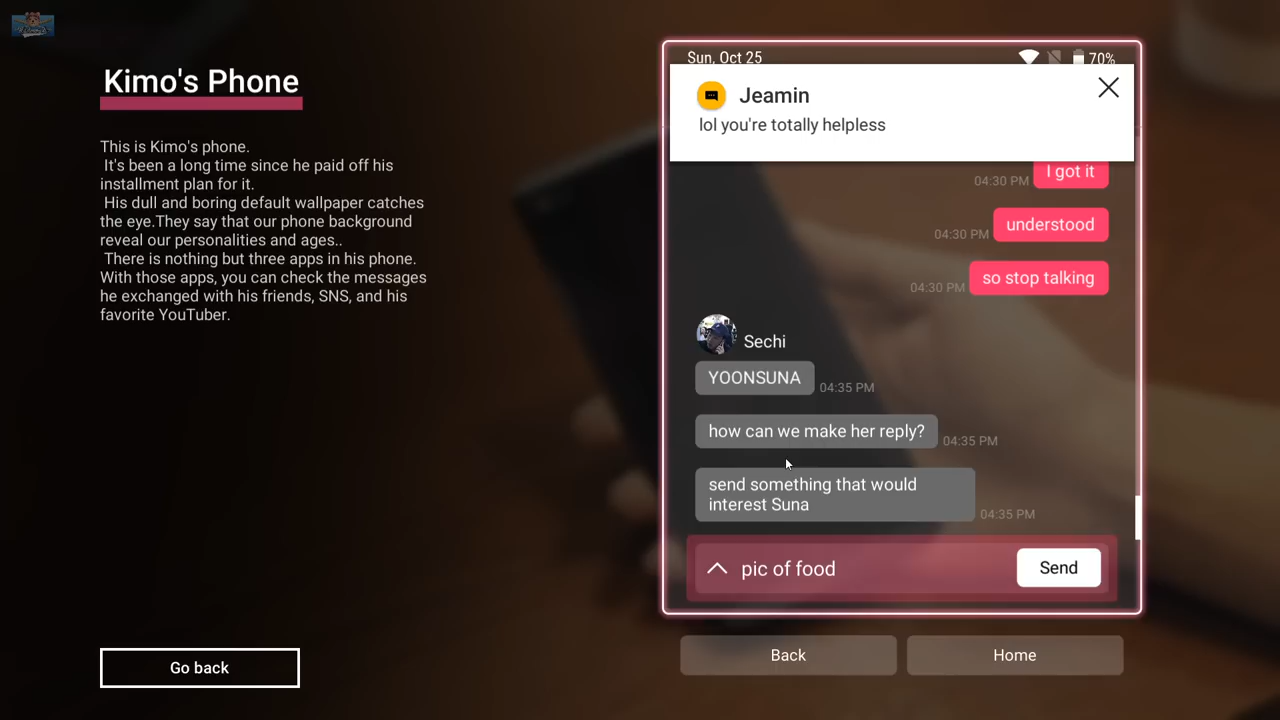 Kimo's Phone
This is Kimo's phone.
It's been a long time since he paid off his
installment plan for it.
His dull and boring default wallpaper catches
the eye.They say that our phone background
reveal our personalities and ages..
There is nothing but three apps in his phone.
With those apps, you can check the messages
he exchanged with his friends, SNS, and his
favorite YouTuber.
Go back
Sun, Oct 25
70%
Jeamin
lol you're totally helpless
04:30 PM I got it
04:30 PM understood
04:30 PM so stop talking
Sechi
YOONSUNA 04:35 PM
how can we make her reply? 04:35 PM
send something that would
interest Suna 04:35 PM
pic of food
Send
Back
Home